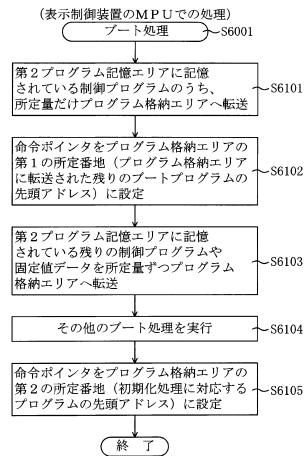 （表示制御装置のＭＰＵでの処理）
ブート処理
S6001
第２プログラム記憶エリアに記憶
されている制御プログラムのうち、
所定量だけプログラム格納エリアへ転送
S6101
命令ポインタをプログラム格納エリアの
第１の所定番地（プログラム格納エリア
に転送された残りのブートプログラムの
先頭アドレス）に設定
S6102
第２プログラム記憶エリアに記憶
されている残りの制御プログラムや
固定値データを所定量ずつプログラム
格納エリアへ転送
S6103
その他のブート処理を実行
S6104
命令ポインタをプログラム格納エリアの
第２の所定番地（初期化処理に対応する
プログラムの先頭アドレス）に設定
S6105
終　了